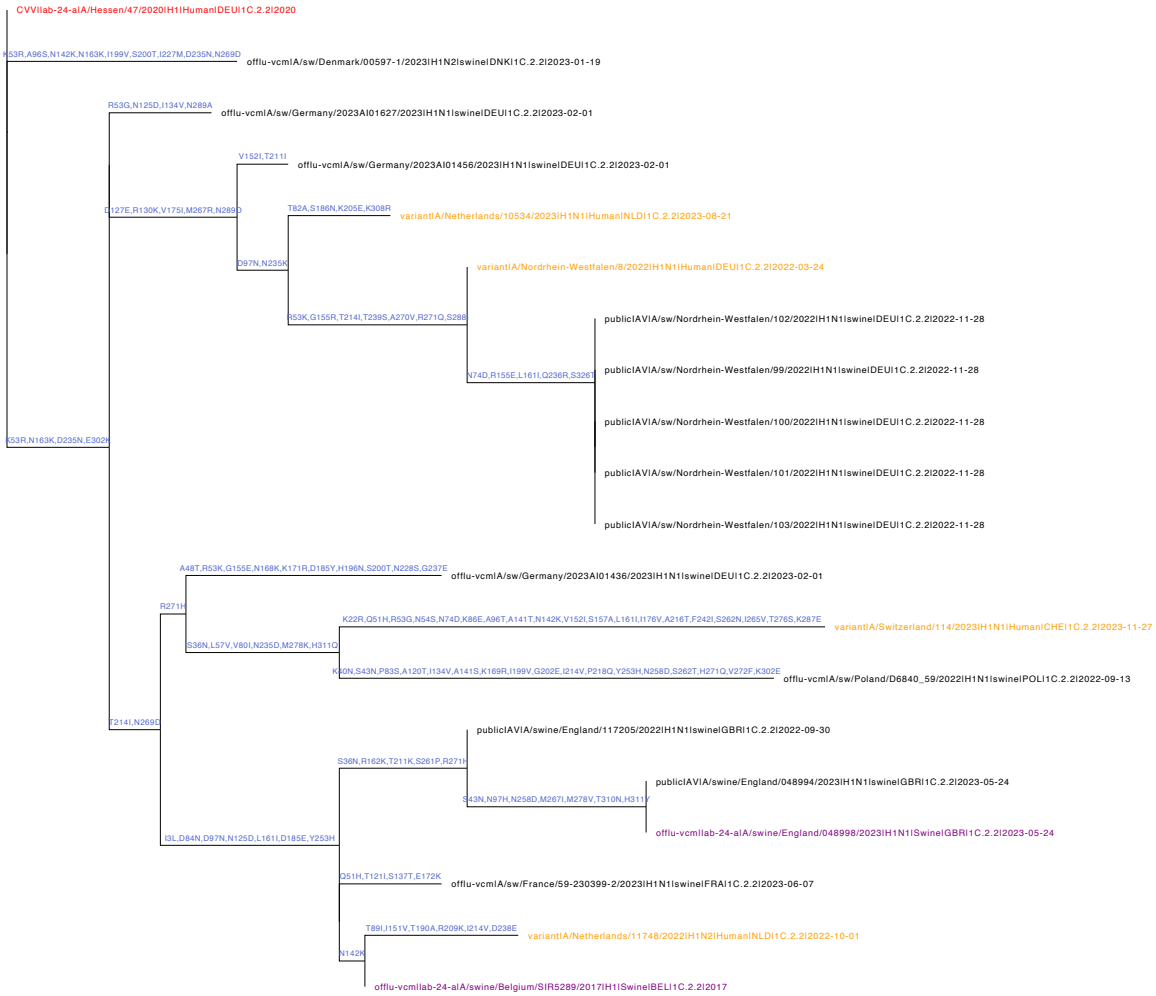 CVV|lab-24-a|A/Hessen/47/2020|H1|Human|DEU|1C.2.2|2020
K53R,A96S,N142K,N163K,I199V,S200T,I227M,D235N,N269D
offlu-vcm|A/sw/Denmark/00597-1/2023|H1N2|swine|DNK|1C.2.2|2023-01-19
R53G,N125D,I134V,N289A
offlu-vcm|A/sw/Germany/2023AI01627/2023|H1N1|swine|DEU|1C.2.2|2023-02-01
V152I,T211I
offlu-vcm|A/sw/Germany/2023AI01456/2023|H1N1|swine|DEU|1C.2.2|2023-02-01
D127E,R130K,V175I,M267R,N289D
T82A,S186N,K205E,K308R
variant|A/Netherlands/10534/2023|H1N1|Human|NLD|1C.2.2|2023-08-21
D97N,N235K
variant|A/Nordrhein-Westfalen/8/2022|H1N1|Human|DEU|1C.2.2|2022-03-24
R53K,G155R,T214I,T239S,A270V,R271Q,S288
public|AV|A/sw/Nordrhein-Westfalen/102/2022|H1N1|swine|DEU|1C.2.2|2022-11-28
public|AV|A/sw/Nordrhein-Westfalen/99/2022|H1N1|swine|DEU|1C.2.2|2022-11-28
N74D,R155E,L161I,Q236R,S326T
public|AV|A/sw/Nordrhein-Westfalen/100/2022|H1N1|swine|DEU|1C.2.2|2022-11-28
K53R,N163K,D235N,E302K
public|AV|A/sw/Nordrhein-Westfalen/101/2022|H1N1|swine|DEU|1C.2.2|2022-11-28
public|AV|A/sw/Nordrhein-Westfalen/103/2022|H1N1|swine|DEU|1C.2.2|2022-11-28
A48T,R53K,G155E,N168K,K171R,D185Y,H196N,S200T,N228S,G237E
offlu-vcm|A/sw/Germany/2023AI01436/2023|H1N1|swine|DEU|1C.2.2|2023-02-01
R271H
K22R,Q51H,R53G,N54S,N74D,K86E,A96T,A141T,N142K,V152I,S157A,L161I,I176V,A216T,F242I,S262N,I265V,T276S,K287E
variant|A/Switzerland/114/2023|H1N1|Human|CHE|1C.2.2|2023-11-27
S36N,L57V,V80I,N235D,M278K,H311Q
K40N,S43N,P83S,A120T,I134V,A141S,K169R,I199V,G202E,I214V,P218Q,Y253H,N258D,S262T,H271Q,V272F,K302E
offlu-vcm|A/sw/Poland/D6840_59/2022|H1N1|swine|POL|1C.2.2|2022-09-13
T214I,N269D
public|AV|A/swine/England/117205/2022|H1N1|swine|GBR|1C.2.2|2022-09-30
S36N,R162K,T211K,S261P,R271H
public|AV|A/swine/England/048994/2023|H1N1|swine|GBR|1C.2.2|2023-05-24
S43N,N97H,N258D,M267I,M278V,T310N,H311Y
offlu-vcm|lab-24-a|A/swine/England/048998/2023|H1N1|Swine|GBR|1C.2.2|2023-05-24
I3L,D84N,D97N,N125D,L161I,D185E,Y253H
Q51H,T121I,S137T,E172K
offlu-vcm|A/sw/France/59-230399-2/2023|H1N1|swine|FRA|1C.2.2|2023-06-07
T89I,I151V,T190A,R209K,I214V,D238E
variant|A/Netherlands/11748/2022|H1N2|Human|NLD|1C.2.2|2022-10-01
N142K
offlu-vcm|lab-24-a|A/swine/Belgium/SIR5289/2017|H1|Swine|BEL|1C.2.2|2017